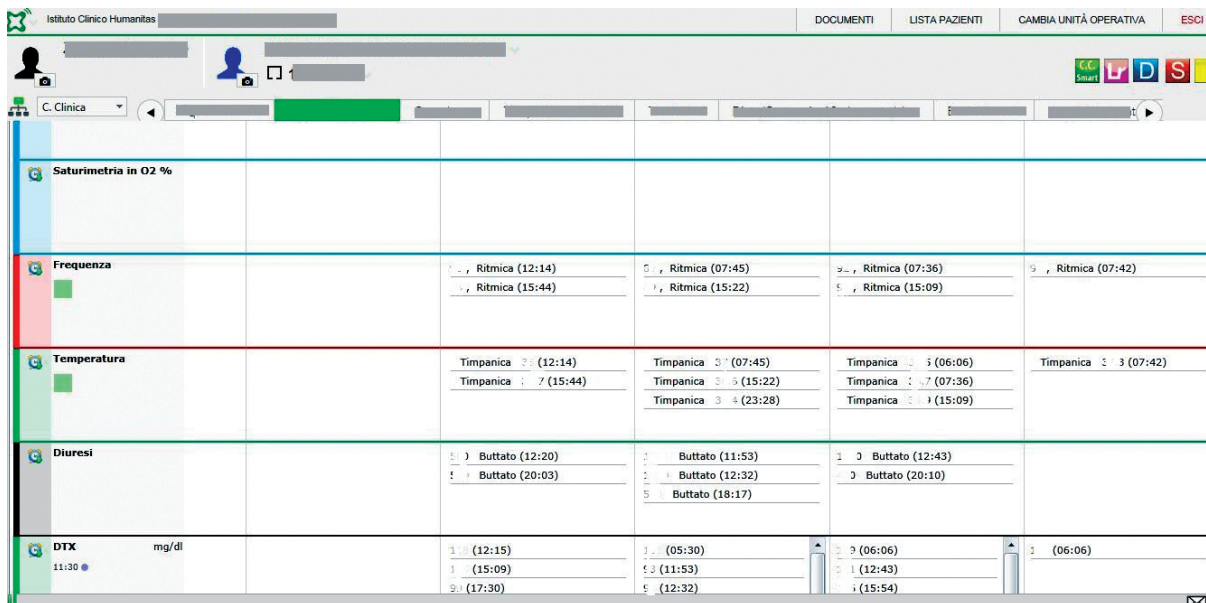 Istituto Clinico Humanitas DOCUMENTI LISTA PAZIENTI CAMBIA UNITÀ OPERATIVA ESCI
C.C. Smart Lr D S
C. Clinica
Saturimetria in O2 %
Frequenza , Ritmica (12:14) , Ritmica (07:45) , Ritmica (07:36) , Ritmica (07:42)
, Ritmica (15:44) , Ritmica (15:22) , Ritmica (15:09)
Temperatura Timpanica (12:14) Timpanica (07:45) Timpanica (06:06) Timpanica (07:42)
Timpanica (15:44) Timpanica (15:22) Timpanica (07:36)
Timpanica (23:28) Timpanica (15:09)
Diuresi Buttato (12:20) Buttato (11:53) Buttato (12:43)
Buttato (20:03) Buttato (12:32) Buttato (20:10)
Buttato (18:17)
DTX mg/dl (12:15) (05:30) (06:06) (06:06)
11:30 (15:09) (11:53) (12:43)
(17:30) (12:32) (15:54)